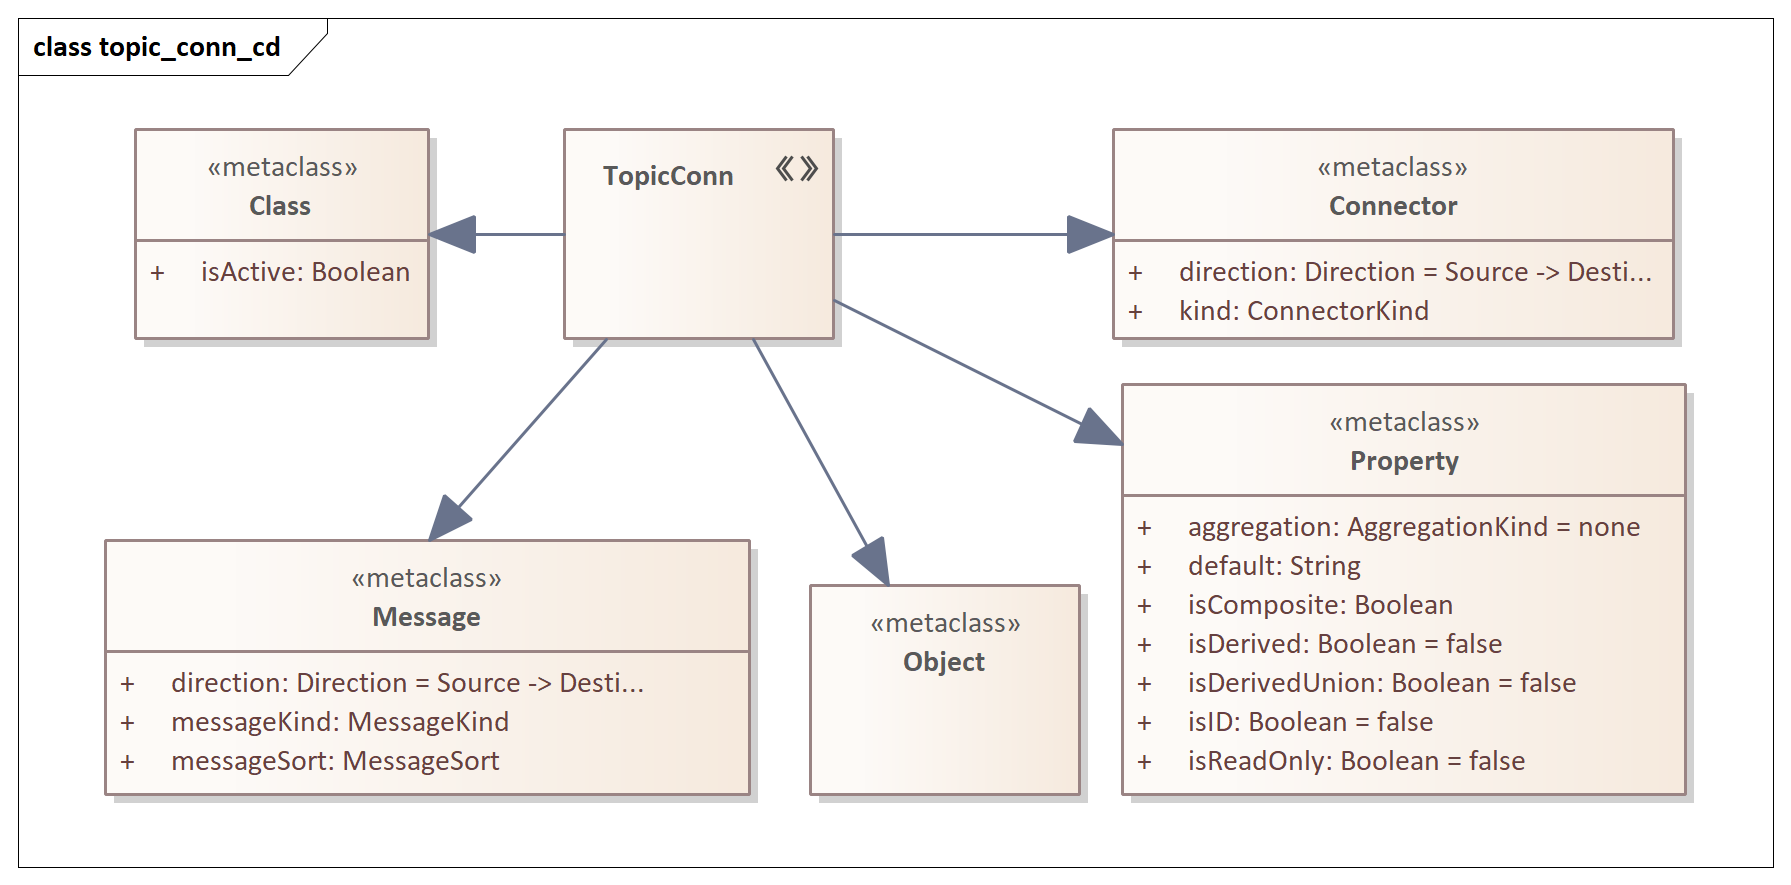 class topic_conn_cd
«metaclass»
Class
+ isActive: Boolean
TopicConn «»
«metaclass»
Connector
+ direction: Direction = Source -> Desti...
+ kind: ConnectorKind
«metaclass»
Property
+ aggregation: AggregationKind = none
+ default: String
+ isComposite: Boolean
+ isDerived: Boolean = false
+ isDerivedUnion: Boolean = false
+ isID: Boolean = false
+ isReadOnly: Boolean = false
«metaclass»
Message
+ direction: Direction = Source -> Desti...
+ messageKind: MessageKind
+ messageSort: MessageSort
«metaclass»
Object